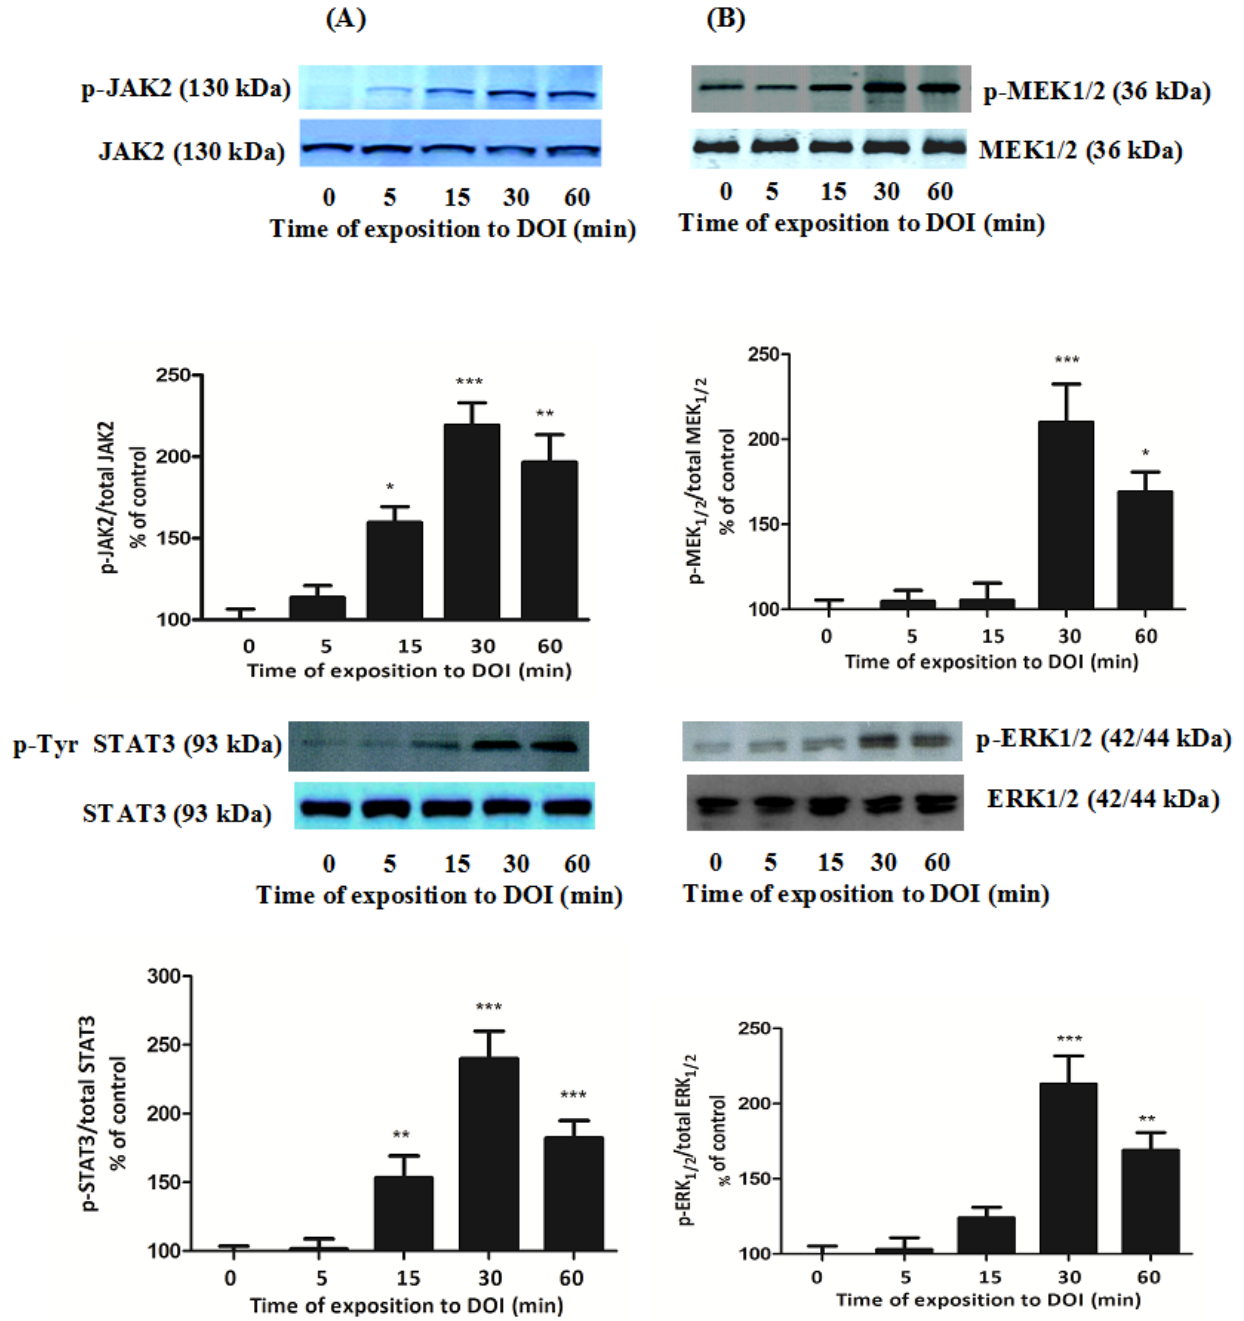 (A)
(B)
p-JAK2 (130 kDa)
JAK2 (130 kDa)
0 5 15 30 60
Time of exposition to DOI (min)
p-MEK1/2 (36 kDa)
MEK1/2 (36 kDa)
0 5 15 30 60
Time of exposition to DOI (min)
p-JAK2/total JAK2
% of control
250
200
150
100
*
***
**
0 5 15 30 60
Time of exposition to DOI (min)
p-MEK1/2/total MEK1/2
% of control
250
200
150
100
***
*
0 5 15 30 60
Time of exposition to DOI (min)
p-Tyr STAT3 (93 kDa)
STAT3 (93 kDa)
0 5 15 30 60
Time of exposition to DOI (min)
p-ERK1/2 (42/44 kDa)
ERK1/2 (42/44 kDa)
0 5 15 30 60
Time of exposition to DOI (min)
p-STAT3/total STAT3
% of control
300
250
200
150
100
**
***
***
0 5 15 30 60
Time of exposition to DOI (min)
p-ERK1/2/total ERK1/2
% of control
250
200
150
100
***
**
0 5 15 30 60
Time of exposition to DOI (min)